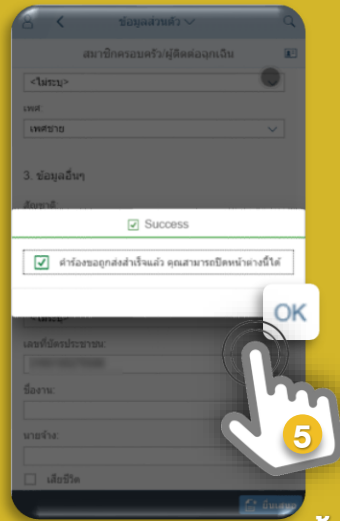 ข้อมูลส่วนตัว
สมาชิกครอบครัว/ผู้ติดต่อฉุกเฉิน
<ไม่ระบุ>
เพศ:
เพศชาย
3. ข้อมูลอื่นๆ
สัญชาติ:
Success
คำร้องขอถูกส่งสำเร็จแล้ว คุณสามารถปิดหน้าต่างนี้ได้
OK
<ไม่ระบุ>
เลขที่บัตรประชาชน:
ชื่องาน:
นายจ้าง:
5
เสียชีวิต